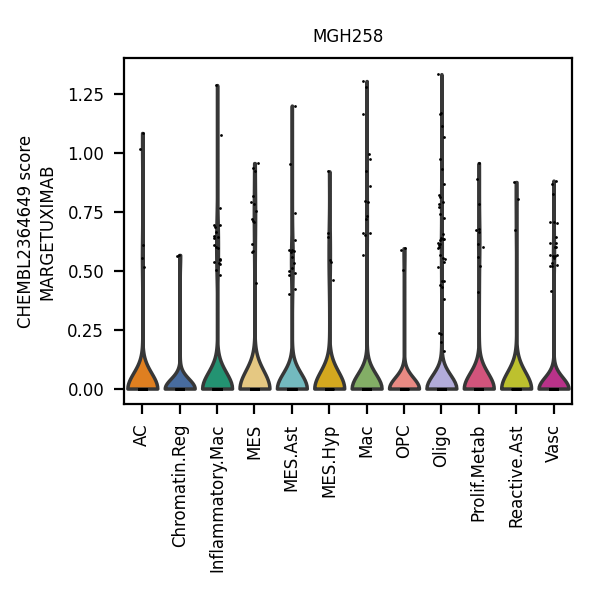 MGH258
CHEMBL2364649 score
MARGETUXIMAB
1.25
1.00
0.75
0.50
0.25
0.00
AC
Chromatin.Reg
Inflammatory.Mac
MES
MES.Ast
MES.Hyp
Mac
OPC
Oligo
Prolif.Metab
Reactive.Ast
Vasc